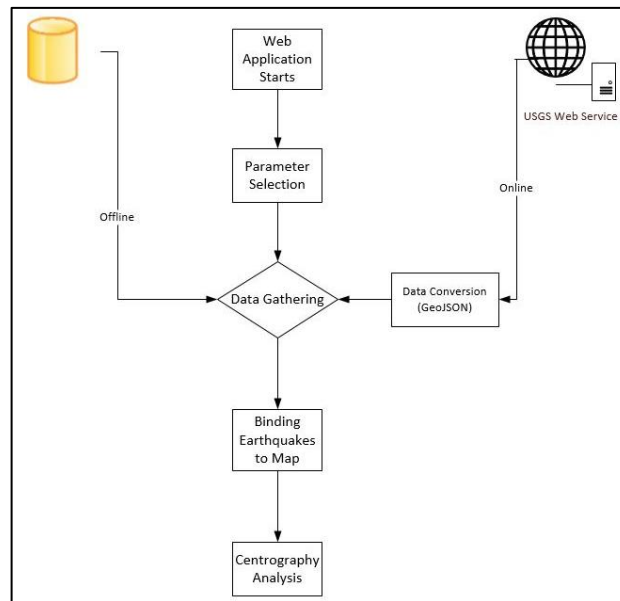 Web
Application
Starts
USGS Web Service
Parameter
Selection
Online
Offline
Data Gathering
Data Conversion
(GeoJSON)
Binding
Earthquakes
to Map
Centrography
Analysis